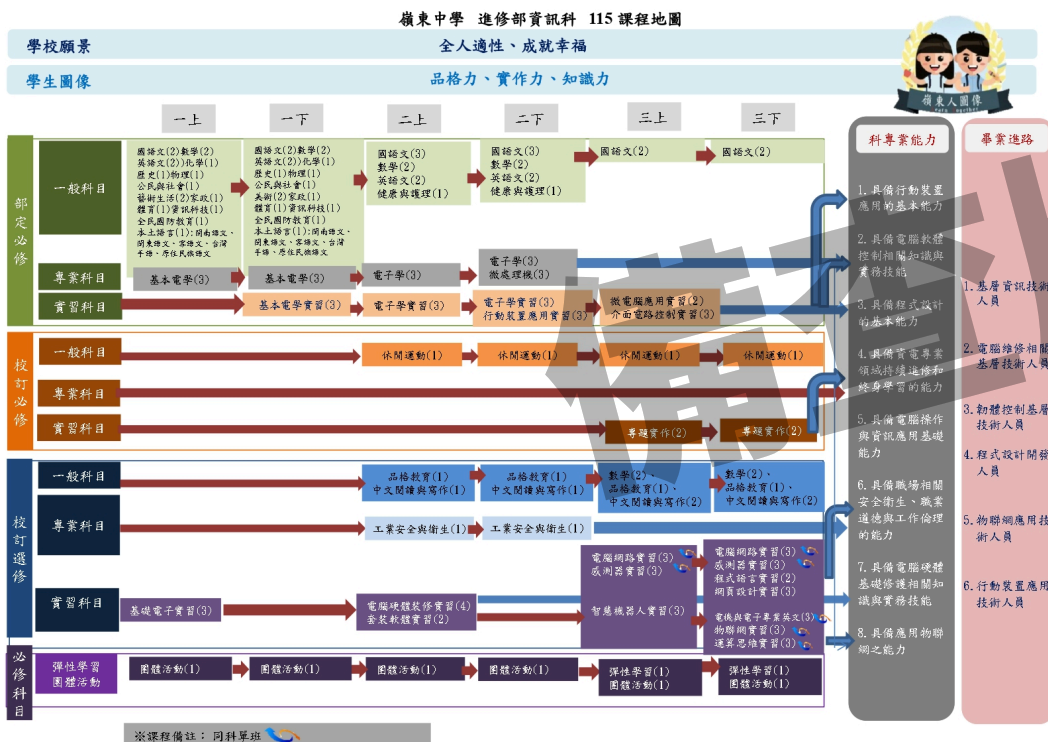 嶺東中學 進修部資訊科 115 課程地圖
學校願景
全人適性、成就幸福
學生圖像
品格力、實作力、知識力
嶺東人圖像
一上
一下
二上
二下
三上
三下
科專業能力
畢業進路
部定必修
一般科目
國語文(2)數學(2)
英語文(2))化學(1)
歷史(1)物理(1)
公民與社會(1)
藝術生活(2)家政(1)
體育(1)資訊科技(1)
全民國防教育(1)
本土語言(1):閩南語文、
閩東語文、客語文、台灣
手語、原住民族語文
國語文(2)數學(2)
英語文(2))化學(1)
歷史(1)物理(1)
公民與社會(1)
美術(2)家政(1)
體育(1)資訊科技(1)
全民國防教育(1)
本土語言(1):閩南語文、
閩東語文、客語文、台灣
手語、原住民族語文
國語文(3)
數學(2)
英語文(2)
健康與護理(1)
國語文(3)
數學(2)
英語文(2)
健康與護理(1)
國語文(2)
國語文(2)
專業科目
基本電學(3)
基本電學(3)
電子學(3)
電子學(3)
微處理機(3)
實習科目
基本電學實習(3)
電子學實習(3)
電子學實習(3)
行動裝置應用實習(3)
微電腦應用實習(2)
介面電路控制實習(3)
校訂必修
一般科目
休閒運動(1)
休閒運動(1)
休閒運動(1)
休閒運動(1)
專業科目
實習科目
專題實作(2)
專題實作(2)
校訂選修
一般科目
品格教育(1)
中文閱讀與寫作(1)
品格教育(1)
中文閱讀與寫作(1)
數學(2)、
品格教育(1)、
中文閱讀與寫作(2)
數學(2)、
品格教育(1)、
中文閱讀與寫作(2)
專業科目
工業安全與衛生(1)
工業安全與衛生(1)
實習科目
基礎電子實習(3)
電腦硬體裝修實習(4)
套裝軟體實習(2)
電腦網路實習(3)
感測器實習(3)
智慧機器人實習(3)
電腦網路實習(3)
感測器實習(3)
程式語言實習(2)
網頁設計實習(3)
電機與電子專業英文(3)
物聯網實習(3)
運算思維實習(3)
必修科目
彈性學習
團體活動
團體活動(1)
團體活動(1)
團體活動(1)
團體活動(1)
彈性學習(1)
團體活動(1)
彈性學習(1)
團體活動(1)
1.具備行動裝置
應用的基本能力
2.具備電腦軟體
控制相關知識與
實務技能
3.具備程式設計
的基本能力
4.具備資電專業
領域持續進修和
終身學習的能力
5.具備電腦操作
與資訊應用基礎
能力
6.具備職場相關
安全衛生、職業
道德與工作倫理
的能力
7.具備電腦硬體
基礎修護相關知
識與實務技能
8.具備應用物聯
網之能力
1.基層資訊技術
人員
2.電腦維修相關
基層技術人員
3.韌體控制基層
技術人員
4.程式設計開發
人員
5.物聯網應用技
術人員
6.行動裝置應用
技術人員
※課程備註：同科單班
備查